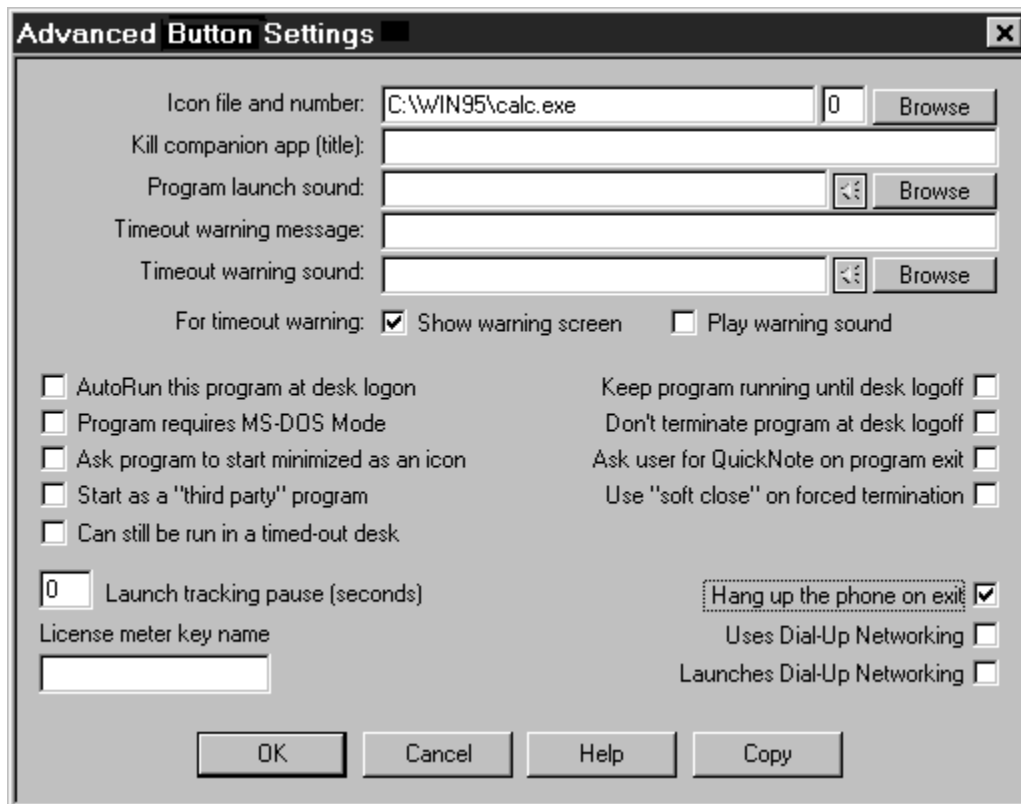 Advanced Button Settings
Icon file and number: C:\WIN95\calc.exe 0 Browse
Kill companion app (title):
Program launch sound: Browse
Timeout warning message:
Timeout warning sound: Browse
For timeout warning: Show warning screen Play warning sound
AutoRun this program at desk logon Keep program running until desk logoff
Program requires MS-DOS Mode Don't terminate program at desk logoff
Ask program to start minimized as an icon Ask user for QuickNote on program exit
Start as a "third party" program Use "soft close" on forced termination
Can still be run in a timed-out desk
0 Launch tracking pause (seconds) Hang up the phone on exit
License meter key name Uses Dial-Up Networking
Launches Dial-Up Networking
OK Cancel Help Copy